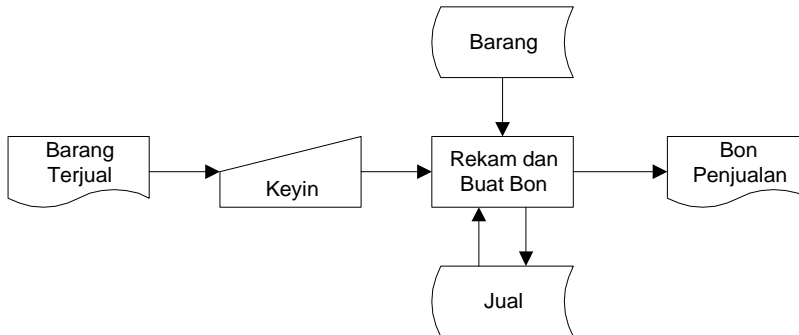 Barang
Barang
Terjual
Keyin
Rekam dan
Buat Bon
Bon
Penjualan
Jual